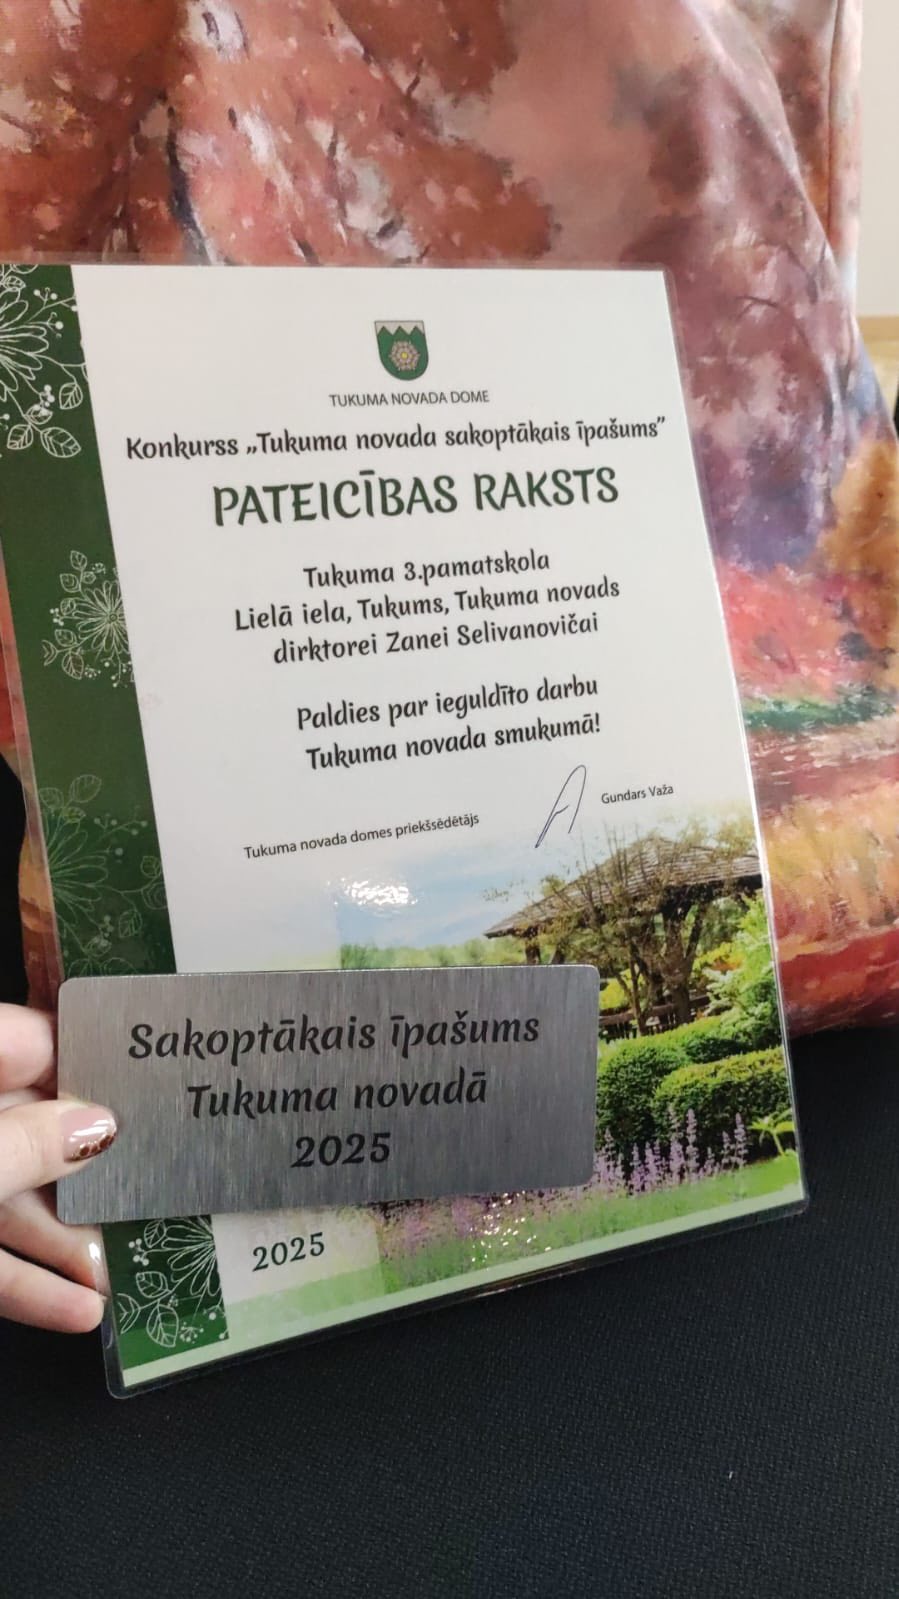 TUKUMA NOVADA DOME
Konkurss „Tukuma novada sakoptākais īpašums”
PATEICĪBAS RAKSTS
Tukuma 3.pamatskola
Lielā iela, Tukums, Tukuma novads
dirktorei Zanei Selivanovičai
Paldies par ieguldīto darbu
Tukuma novada smukumā!
Tukuma novada domes priekšsēdētājs
Gundars Važa
Sakoptākais īpašums
Tukuma novadā
2025
2025